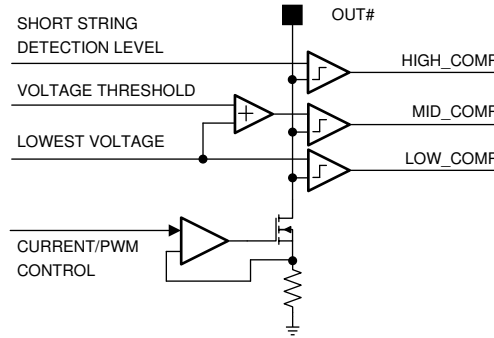 SHORT STRING
DETECTION LEVEL
OUT#
HIGH_COMP
VOLTAGE THRESHOLD
MID_COMP
LOWEST VOLTAGE
LOW_COMP
CURRENT/PWM
CONTROL